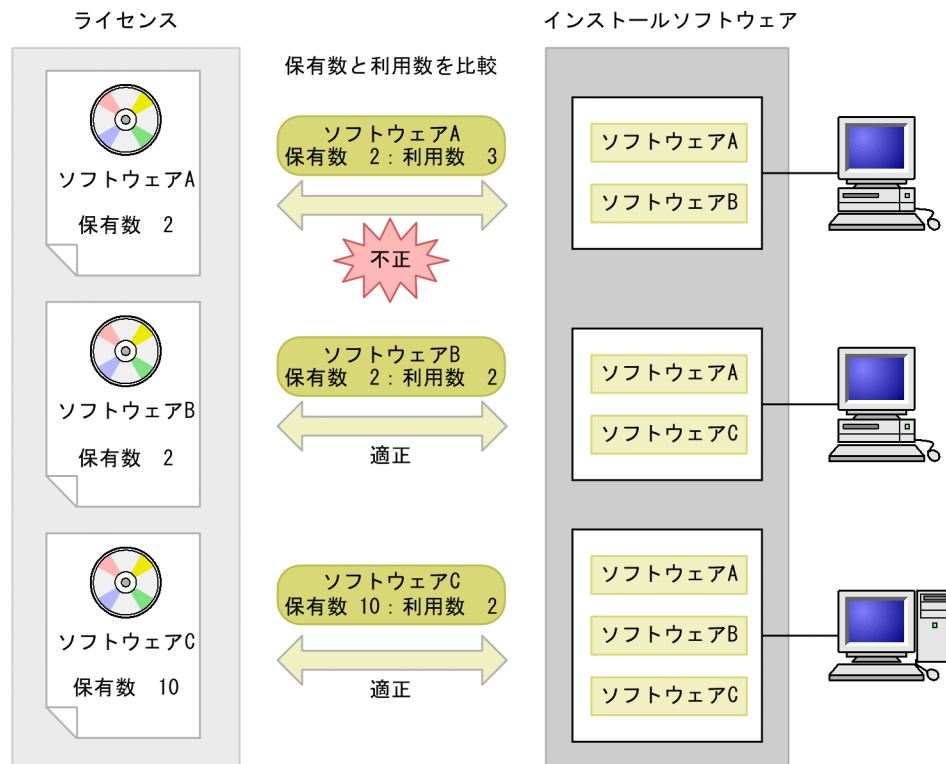 ライセンス
インストールソフトウェア
保有数と利用数を比較
ソフトウェアA
保有数　2
ソフトウェアA
保有数　2：利用数　3
不正
ソフトウェアA
ソフトウェアB
ソフトウェアB
保有数　2
ソフトウェアB
保有数　2：利用数　2
適正
ソフトウェアA
ソフトウェアC
ソフトウェアC
保有数　10
ソフトウェアC
保有数 10：利用数　2
適正
ソフトウェアA
ソフトウェアB
ソフトウェアC